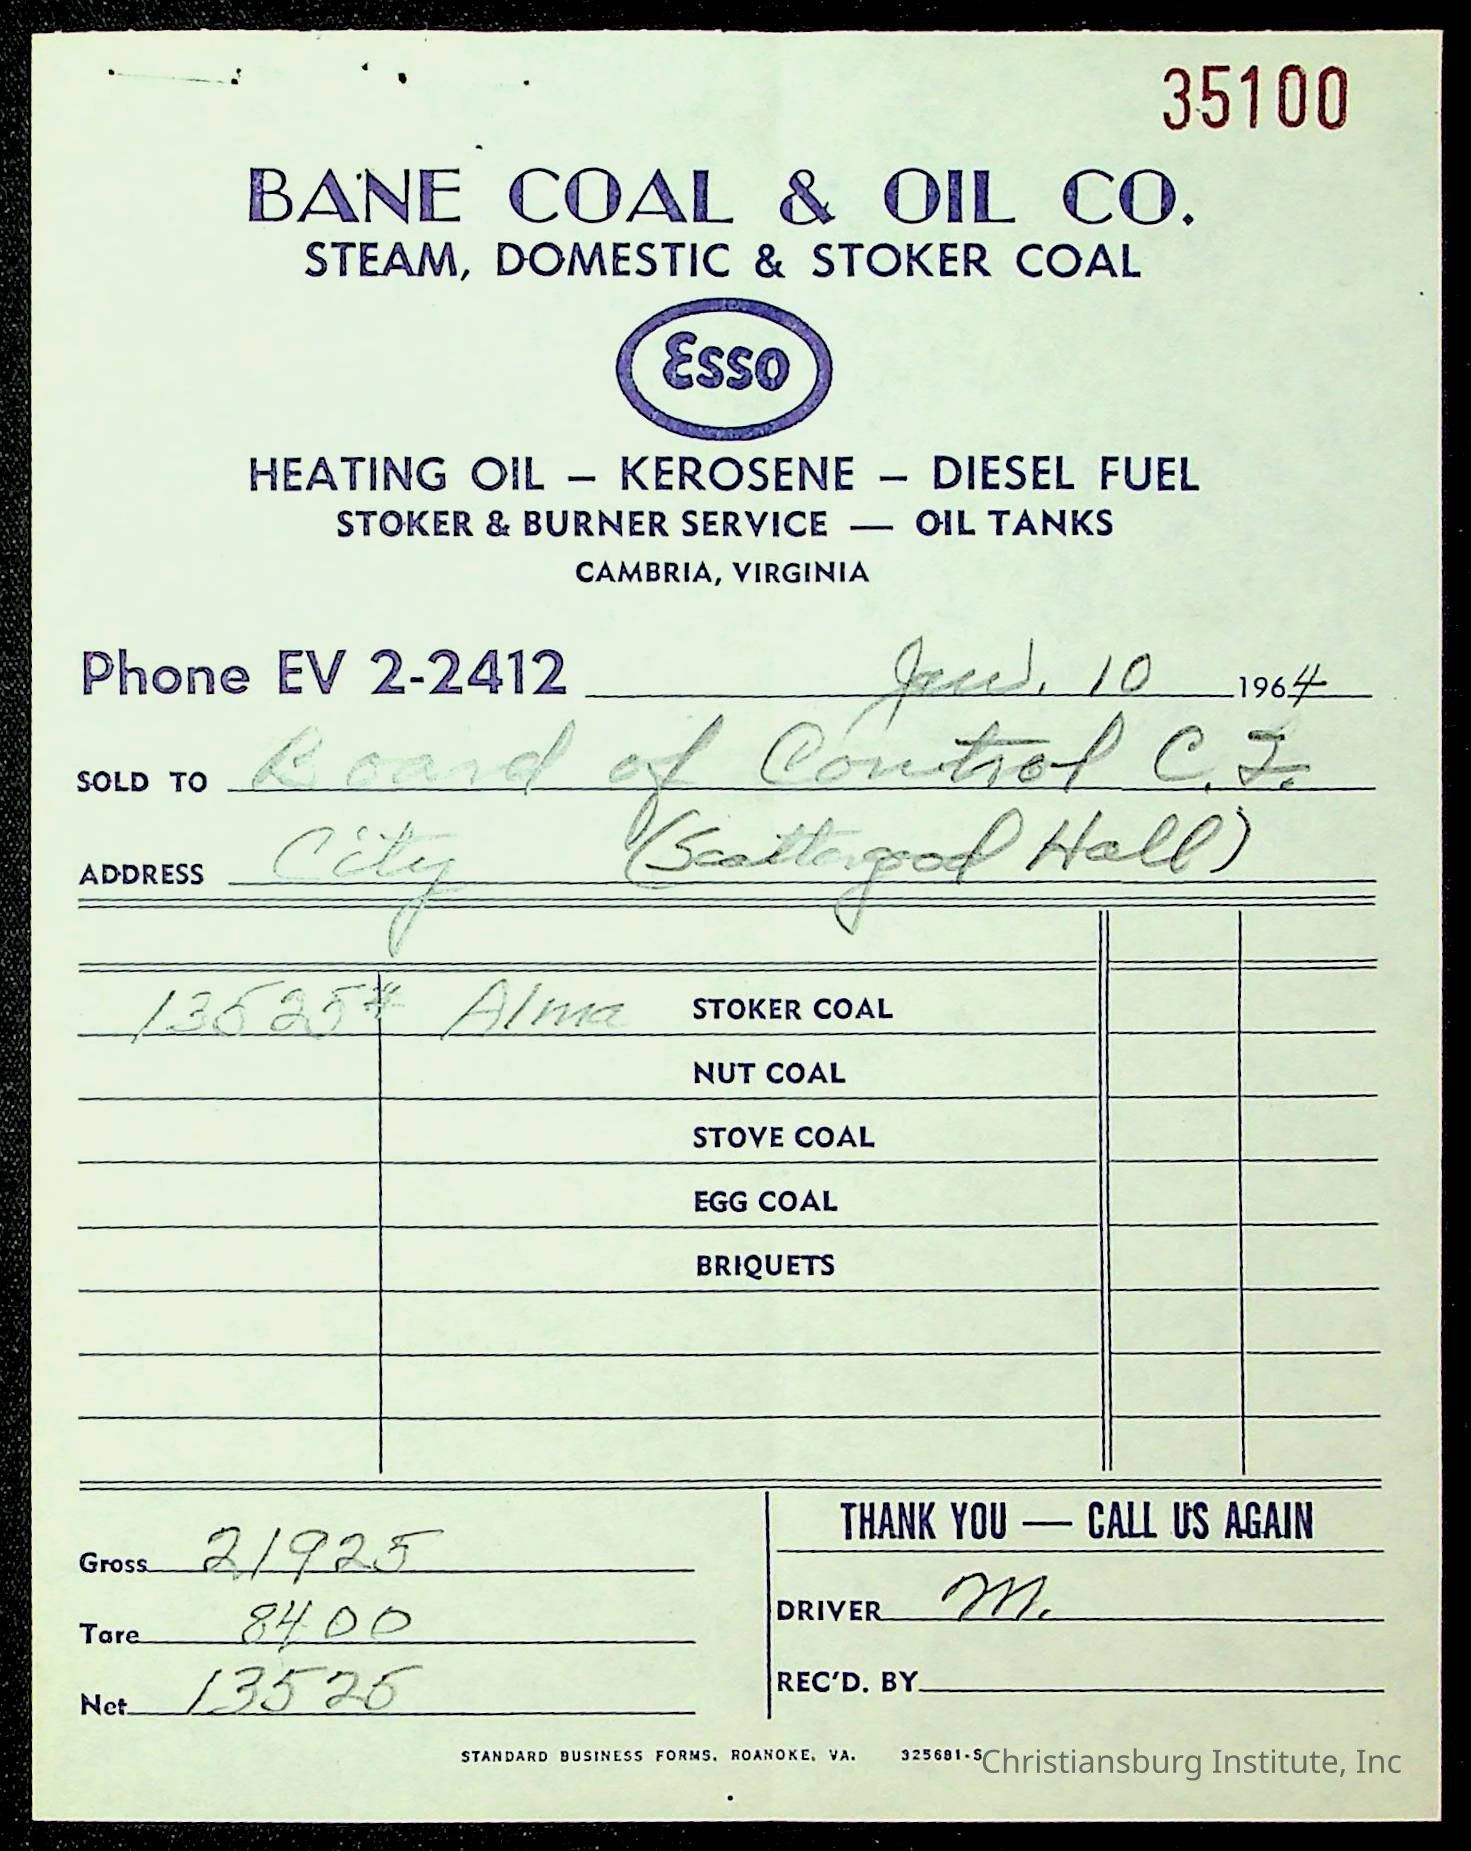 35100
BANE COAL & OIL CO.
STEAM, DOMESTIC & STOKER COAL
Esso
HEATING OIL – KEROSENE – DIESEL FUEL
STOKER & BURNER SERVICE — OIL TANKS
CAMBRIA, VIRGINIA
Phone EV 2-2412 Jan. 10 1964
SOLD TO Board of Control C.I.
ADDRESS City (Scattergood Hall)
13525# Alma STOKER COAL
NUT COAL
STOVE COAL
EGG COAL
BRIQUETS
THANK YOU — CALL US AGAIN
Gross 21925
DRIVER M.
Tare 8400
REC'D. BY
Net 13525
STANDARD BUSINESS FORMS, ROANOKE, VA. 325681-S
Christiansburg Institute, Inc